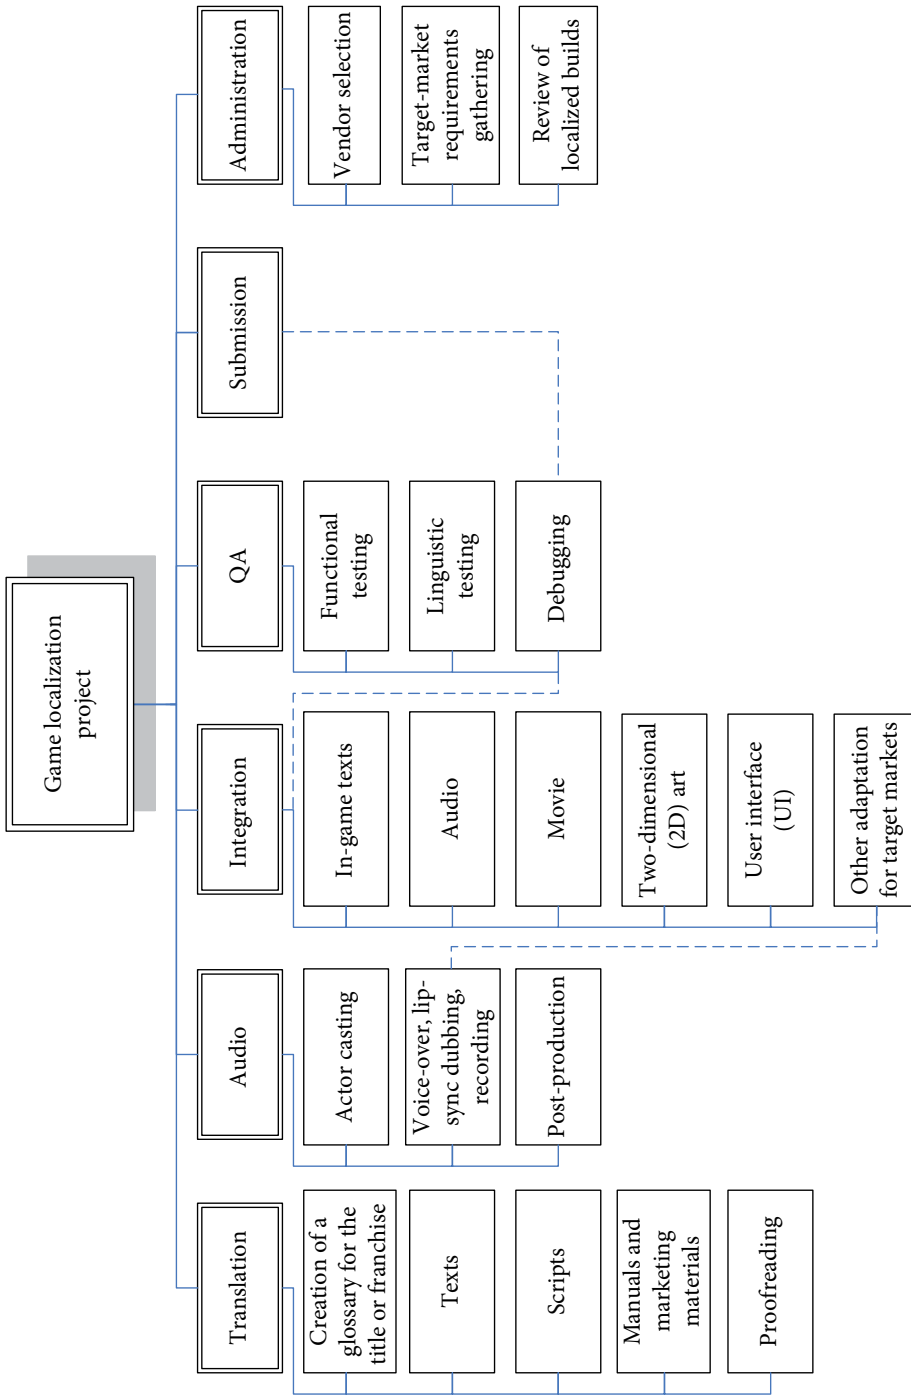 Game localization
project
Translation
Creation of a
glossary for the
title or franchise
Texts
Scripts
Manuals and
marketing
materials
Proofreading
Audio
Actor casting
Voice-over, lip-
sync dubbing,
recording
Post-production
Integration
In-game texts
Audio
Movie
Two-dimensional
(2D) art
User interface
(UI)
Other adaptation
for target markets
QA
Functional
testing
Linguistic
testing
Debugging
Submission
Administration
Vendor selection
Target-market
requirements
gathering
Review of
localized builds